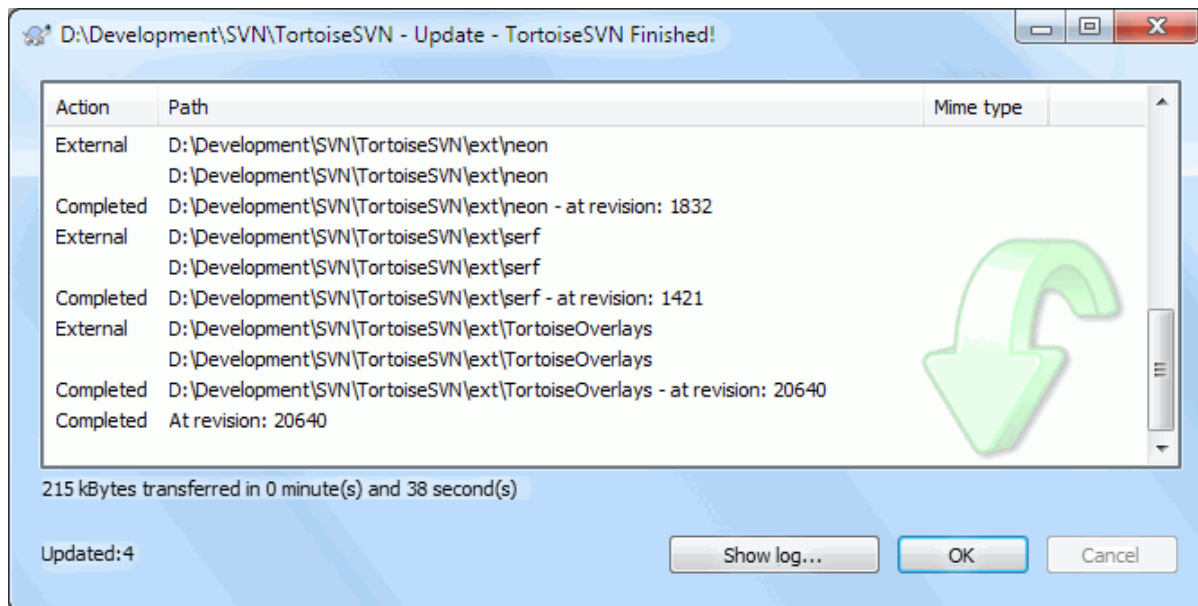 D:\Development\SVN\TortoiseSVN - Update - TortoiseSVN Finished!
Action Path Mime type
External D:\Development\SVN\TortoiseSVN\ext\neon
D:\Development\SVN\TortoiseSVN\ext\neon
Completed D:\Development\SVN\TortoiseSVN\ext\neon - at revision: 1832
External D:\Development\SVN\TortoiseSVN\ext\serf
D:\Development\SVN\TortoiseSVN\ext\serf
Completed D:\Development\SVN\TortoiseSVN\ext\serf - at revision: 1421
External D:\Development\SVN\TortoiseSVN\ext\TortoiseOverlays
D:\Development\SVN\TortoiseSVN\ext\TortoiseOverlays
Completed D:\Development\SVN\TortoiseSVN\ext\TortoiseOverlays - at revision: 20640
Completed At revision: 20640
215 kBytes transferred in 0 minute(s) and 38 second(s)
Updated:4 Show log... OK Cancel